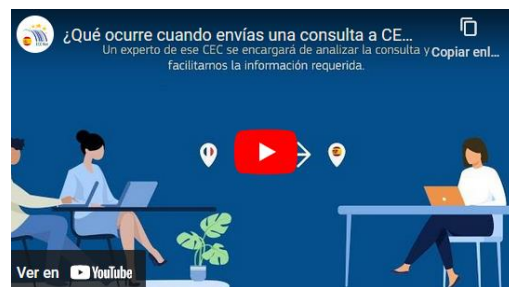 ¿Qué ocurre cuando envías una consulta a CE...
Un experto de ese CEC se encargará de analizar la consulta y
Copiar enl...
facilitarnos la información requerida.
Ver en YouTube